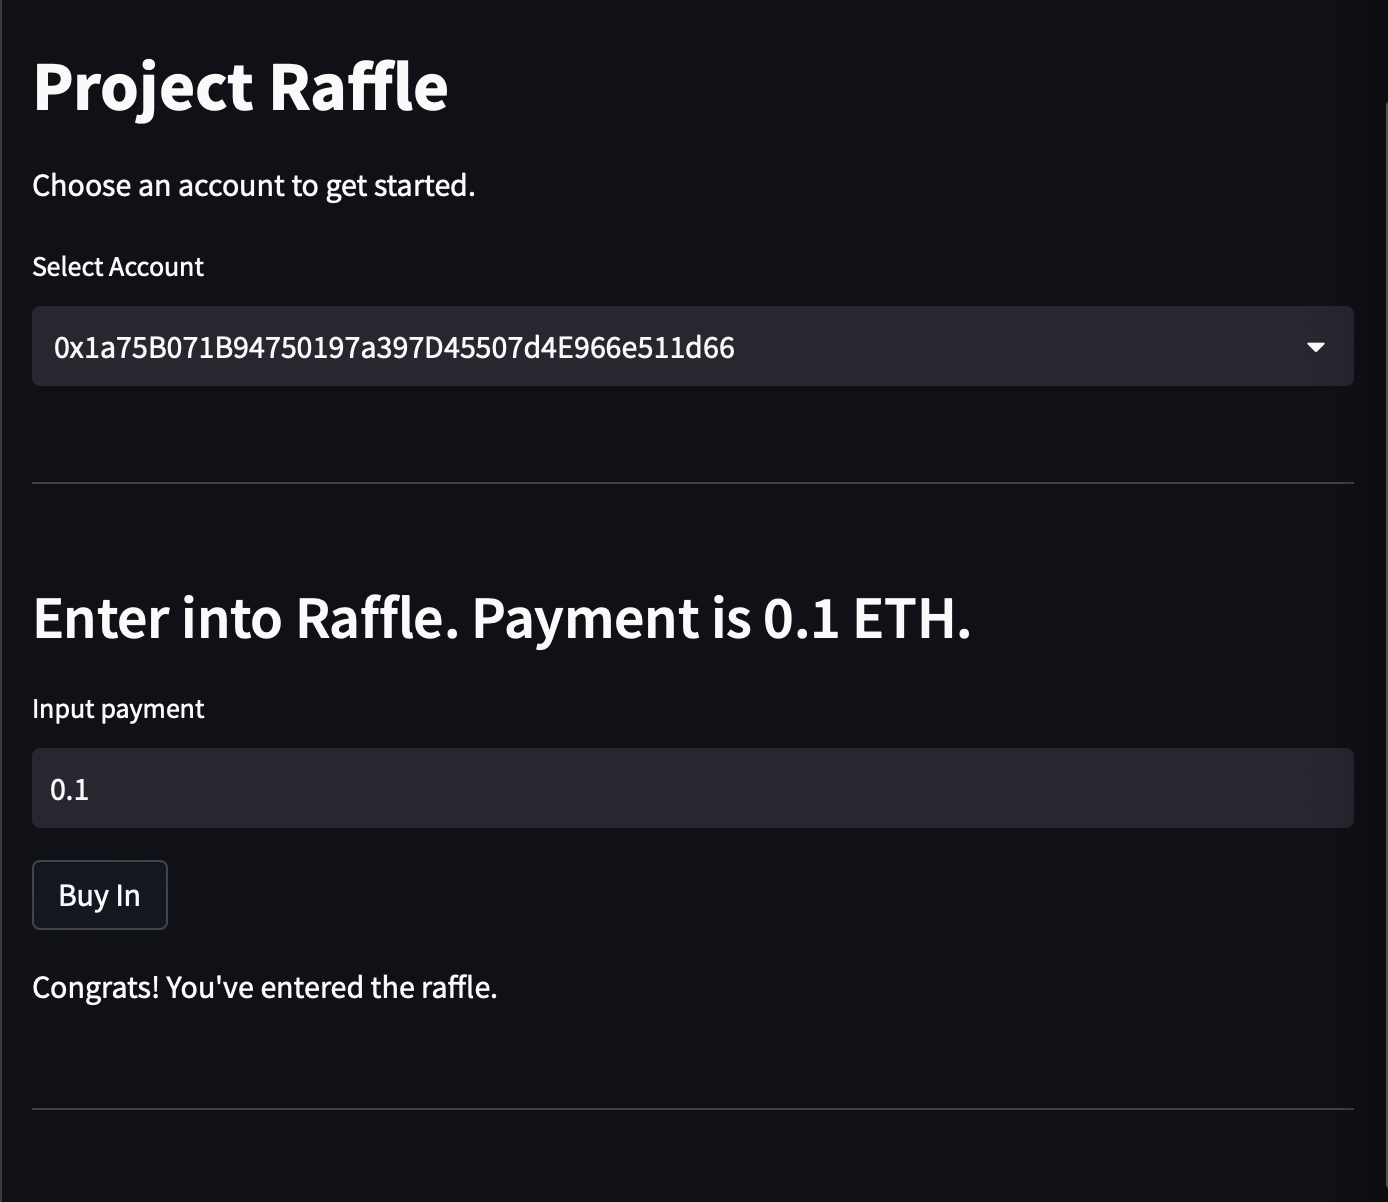 Project Raffle
Choose an account to get started.
Select Account
0x1a75B071B94750197a397D45507d4E966e511d66
Enter into Raffle. Payment is 0.1 ETH.
Input payment
0.1
Buy In
Congrats! You've entered the raffle.